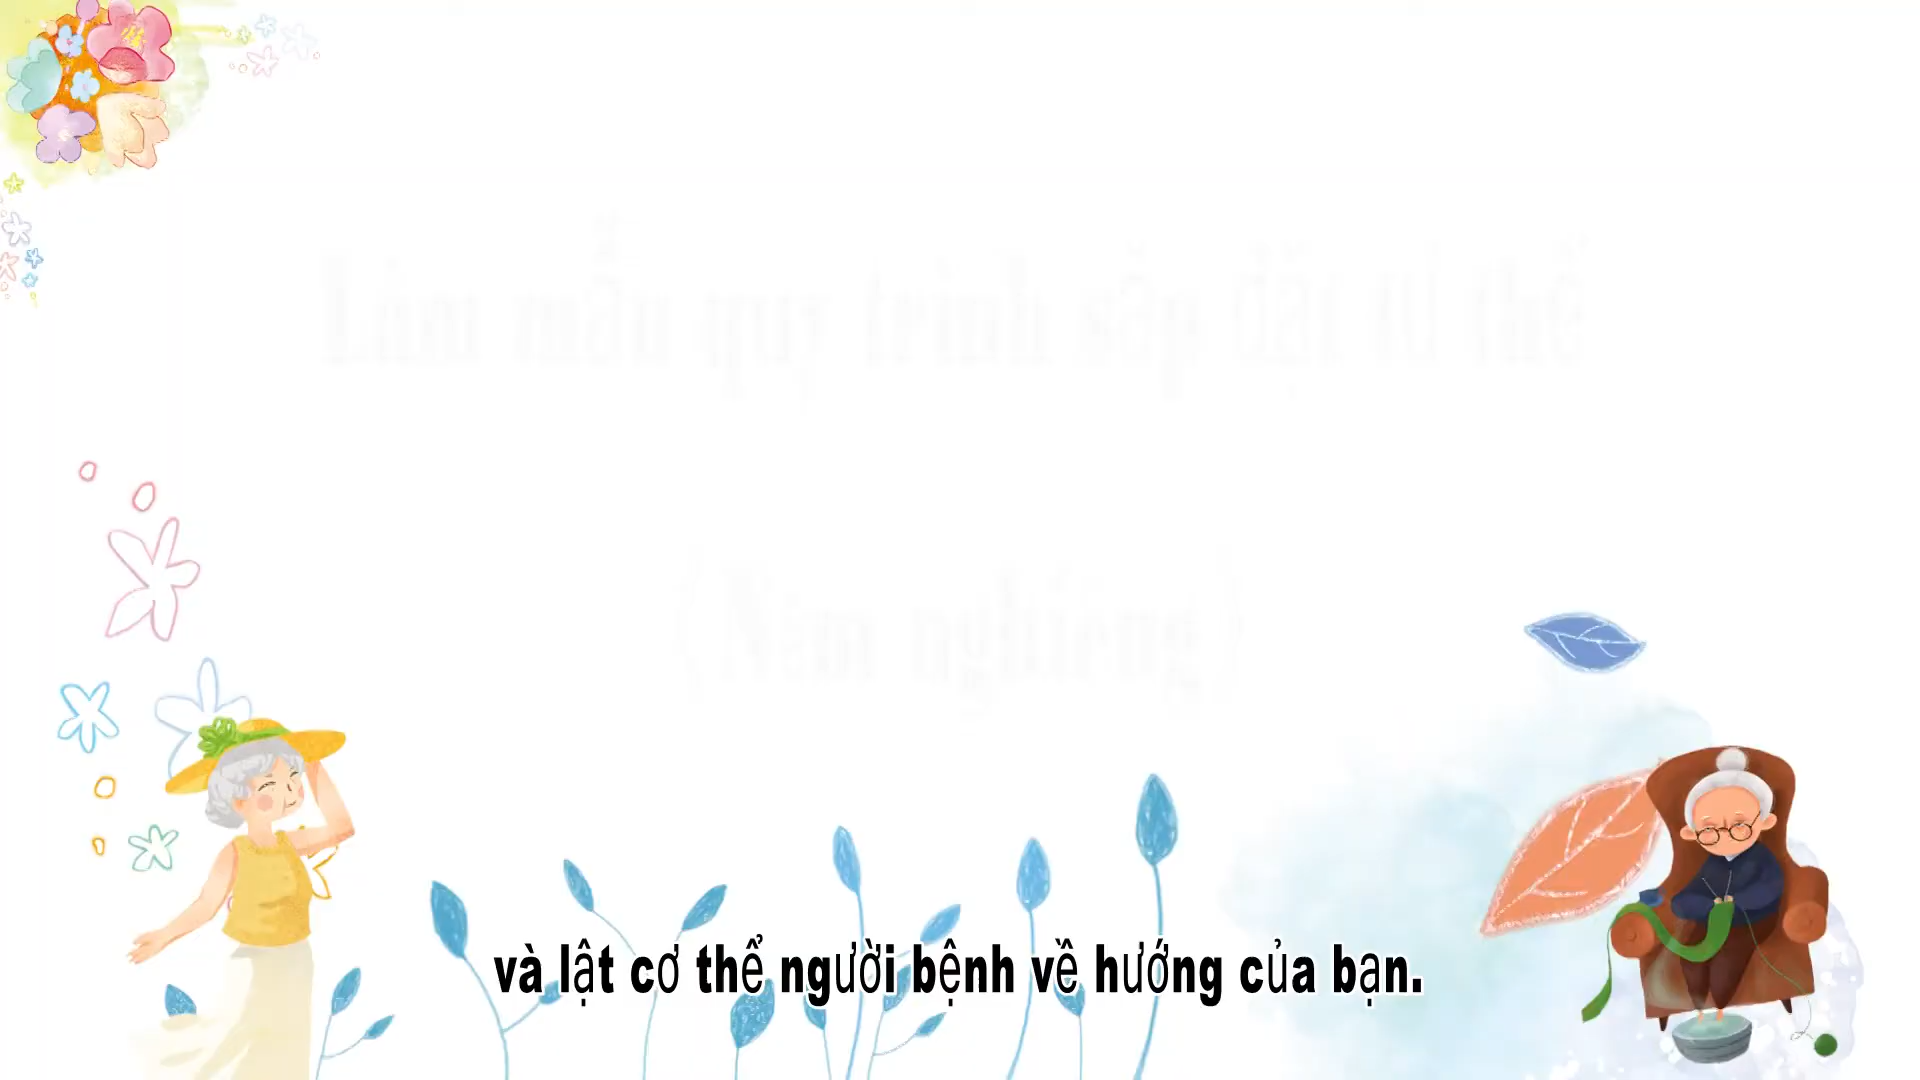 Làm mẫu quy trình sắp đặt tư thế
(Nằm nghiêng)
và lật cơ thể người bệnh về hướng của bạn.